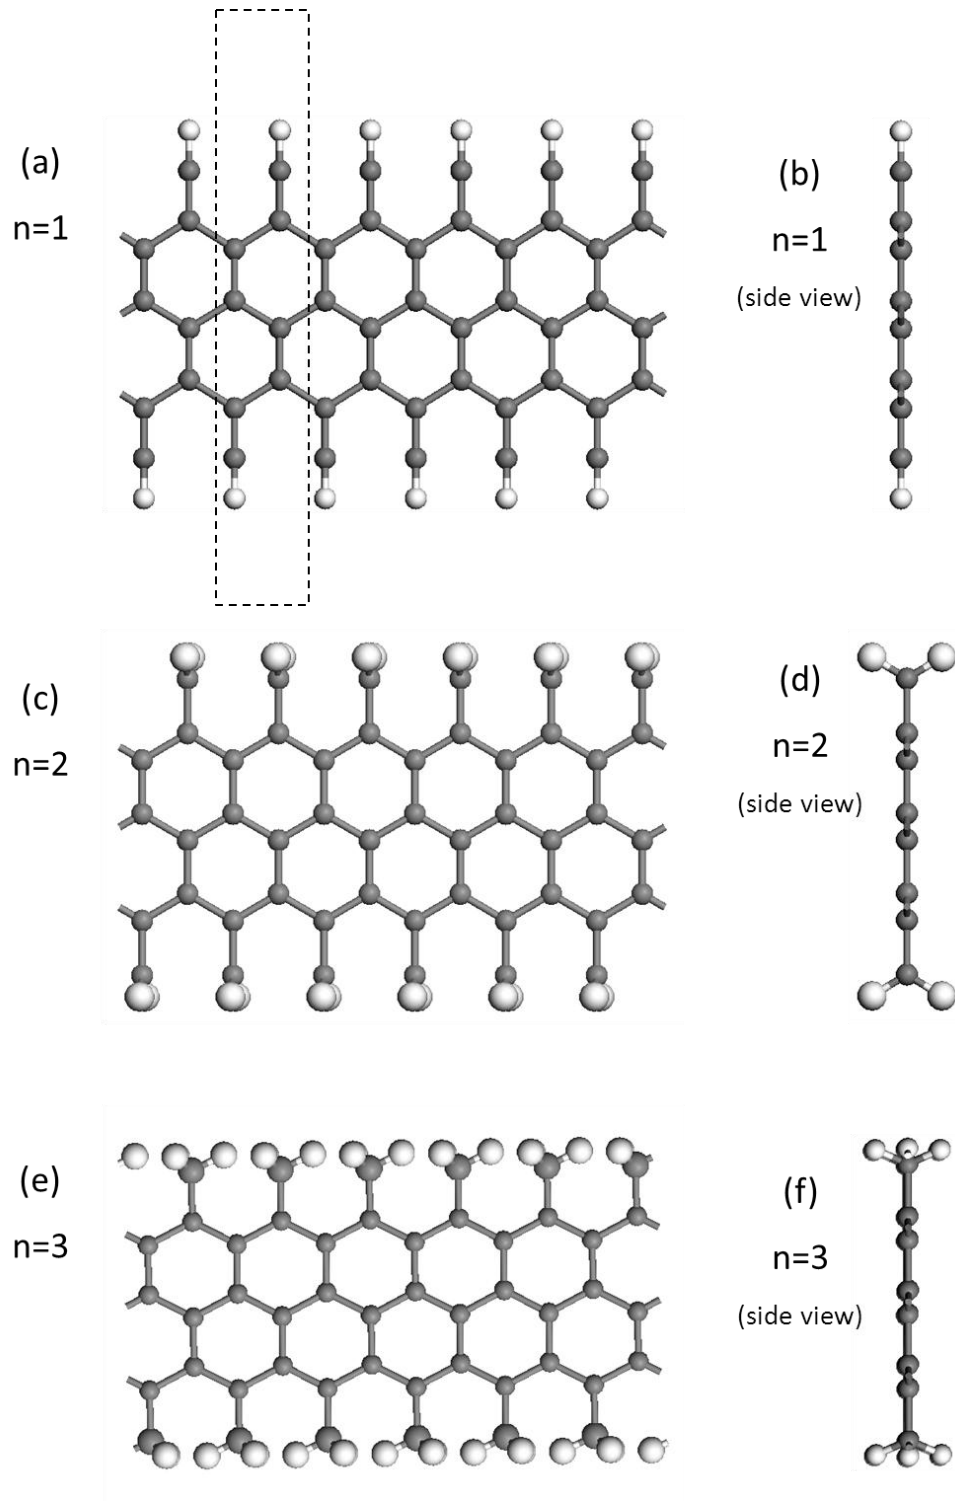 (a)
n=1
(b)
n=1
(side view)
(c)
n=2
(d)
n=2
(side view)
(e)
n=3
(f)
n=3
(side view)